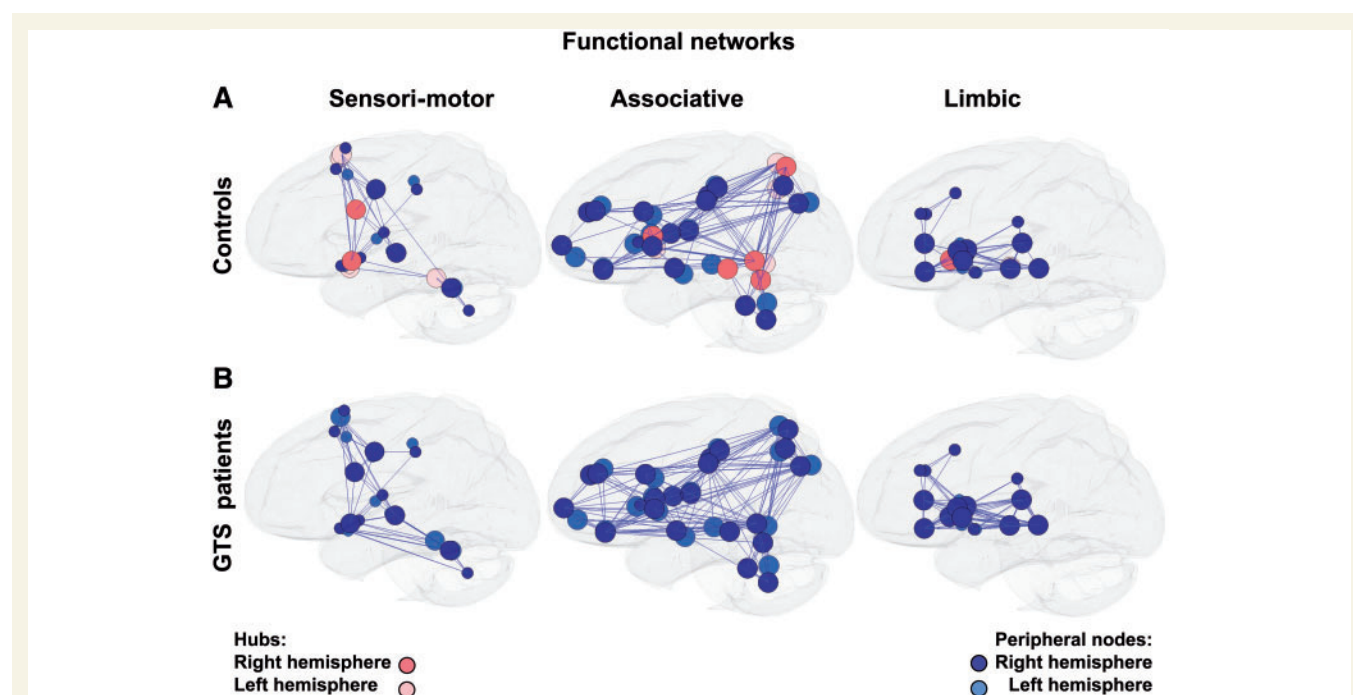 Functional networks
A
Sensori-motor
Associative
Limbic
Controls
B
GTS patients
Hubs:
Right hemisphere
Left hemisphere
Peripheral nodes:
Right hemisphere
Left hemisphere